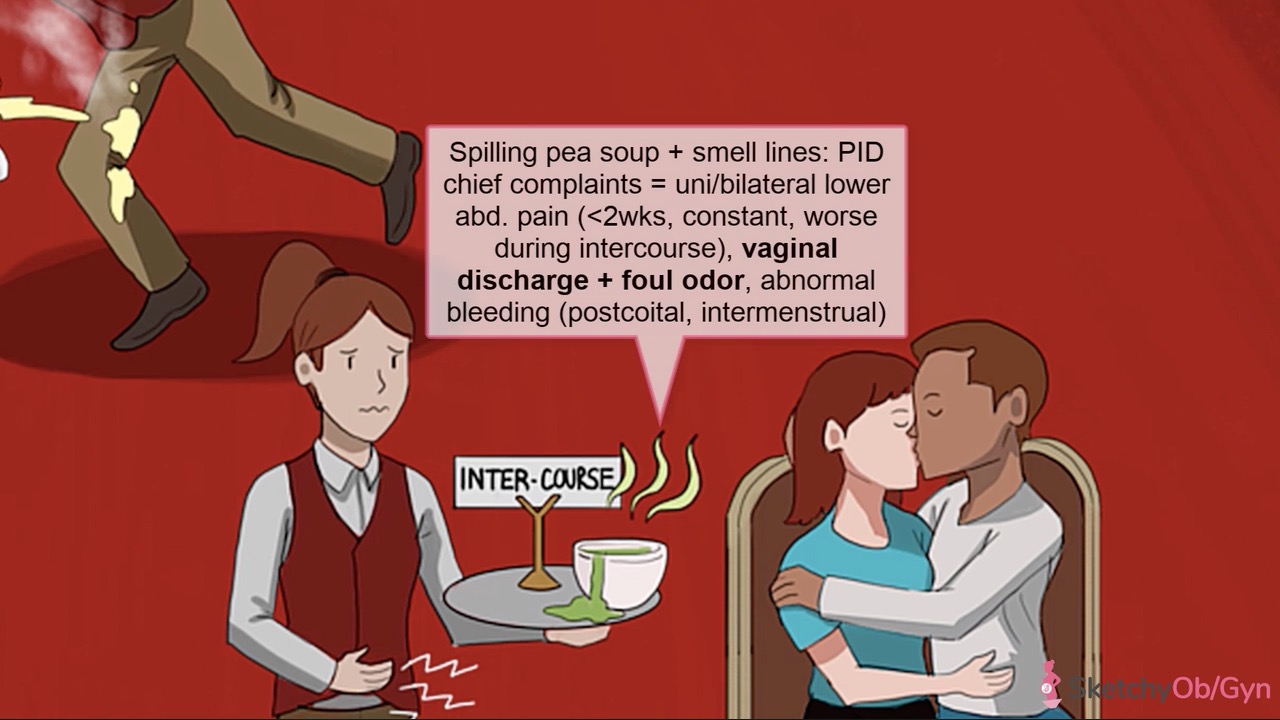 Spilling pea soup + smell lines: PID
chief complaints = uni/bilateral lower
abd. pain (<2wks, constant, worse
during intercourse), vaginal
discharge + foul odor, abnormal
bleeding (postcoital, intermenstrual)
INTER-COURSE
SketchyOb/Gyn